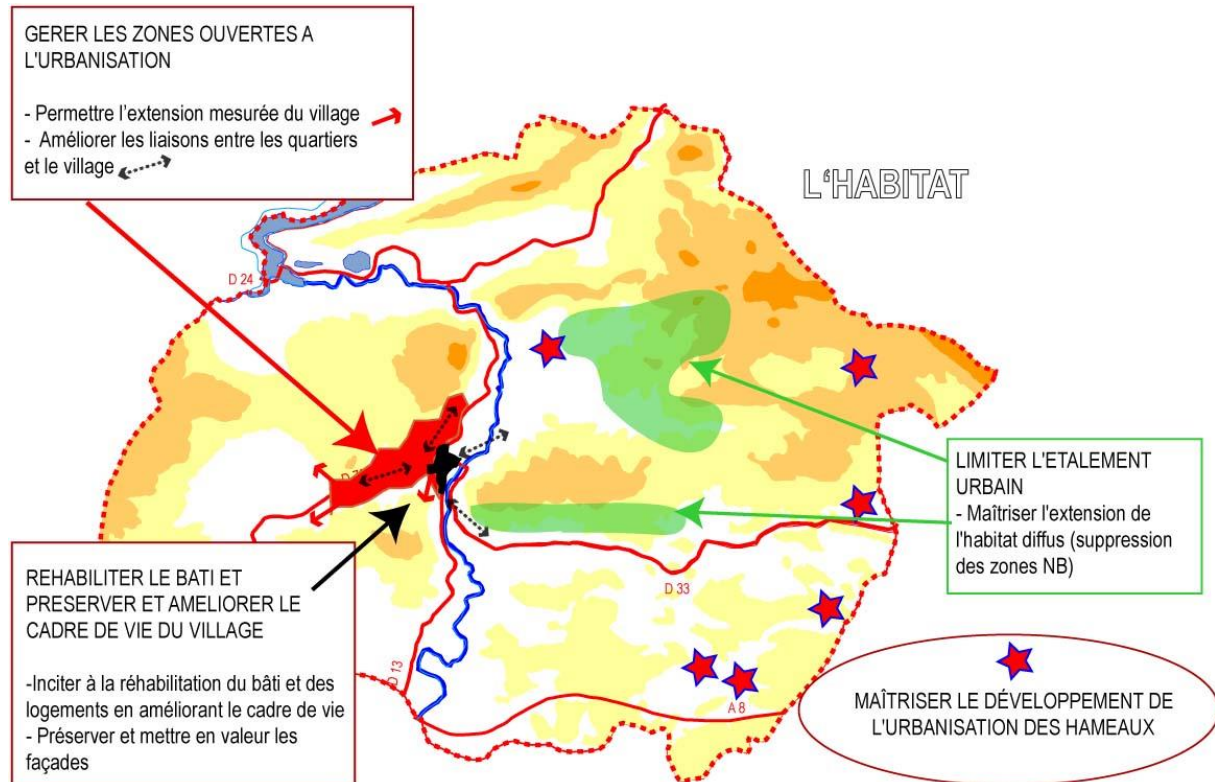 GERER LES ZONES OUVERTES A
L'URBANISATION
- Permettre l'extension mesurée du village
- Améliorer les liaisons entre les quartiers
et le village
L'HABITAT
D 24
LIMITER L'ETALEMENT
URBAIN
- Maîtriser l'extension de
l'habitat diffus (suppression
des zones NB)
REHABILITER LE BATI ET
PRESERVER ET AMELIORER LE
CADRE DE VIE DU VILLAGE
-Inciter à la réhabilitation du bâti et des
logements en améliorant le cadre de vie
- Préserver et mettre en valeur les
façades
D 33
D 13
A 8
MAÎTRISER LE DÉVELOPPEMENT DE
L'URBANISATION DES HAMEAUX